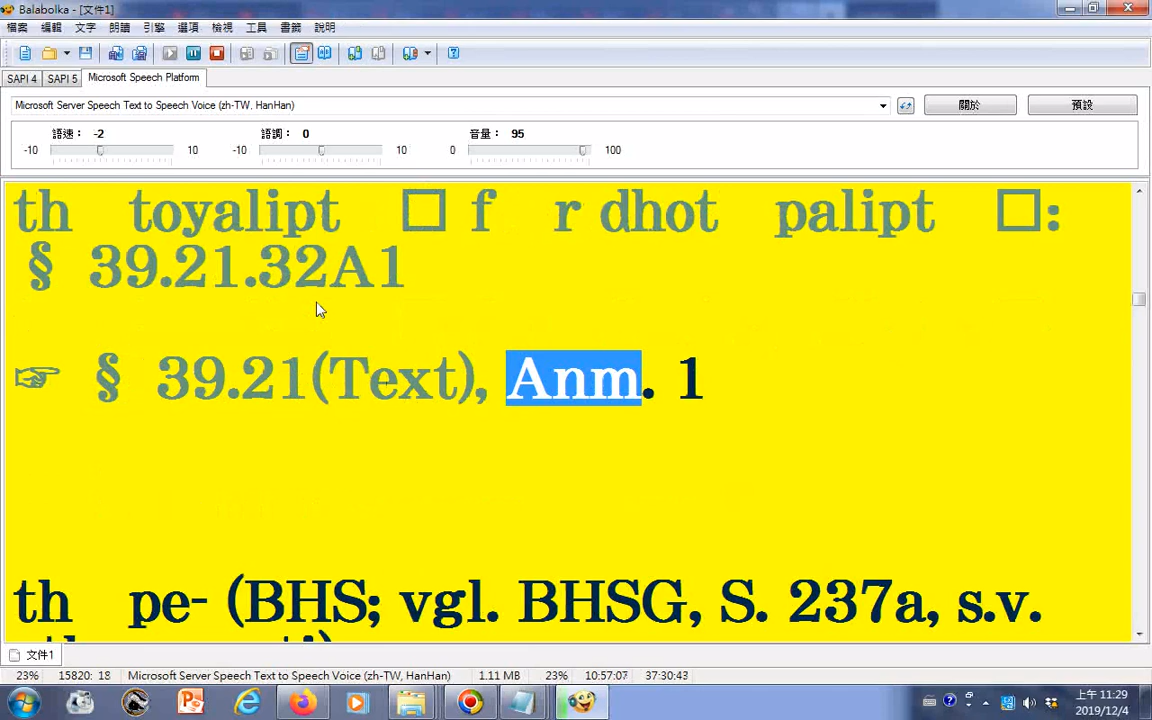 Balabolka - [文件1]
檔案 編輯 文字 朗讀 引擎 選項 檢視 工具 書籤 說明
SAPI 4 SAPI 5 Microsoft Speech Platform
Microsoft Server Speech Text to Speech Voice (zh-TW, HanHan)
關於 預設
語速： -2 語調： 0 音量： 95
-10 10 -10 10 0 100
th toyalipt □ f r dhot palipt □:
§ 39.21.32A1
☞ § 39.21(Text), Anm. 1
th pe- (BHS; vgl. BHSG, S. 237a, s.v.
文件1
23% 15820: 18 Microsoft Server Speech Text to Speech Voice (zh-TW, HanHan) 1.11 MB 23% 10:57:07 37:30:43
上午 11:29
2019/12/4